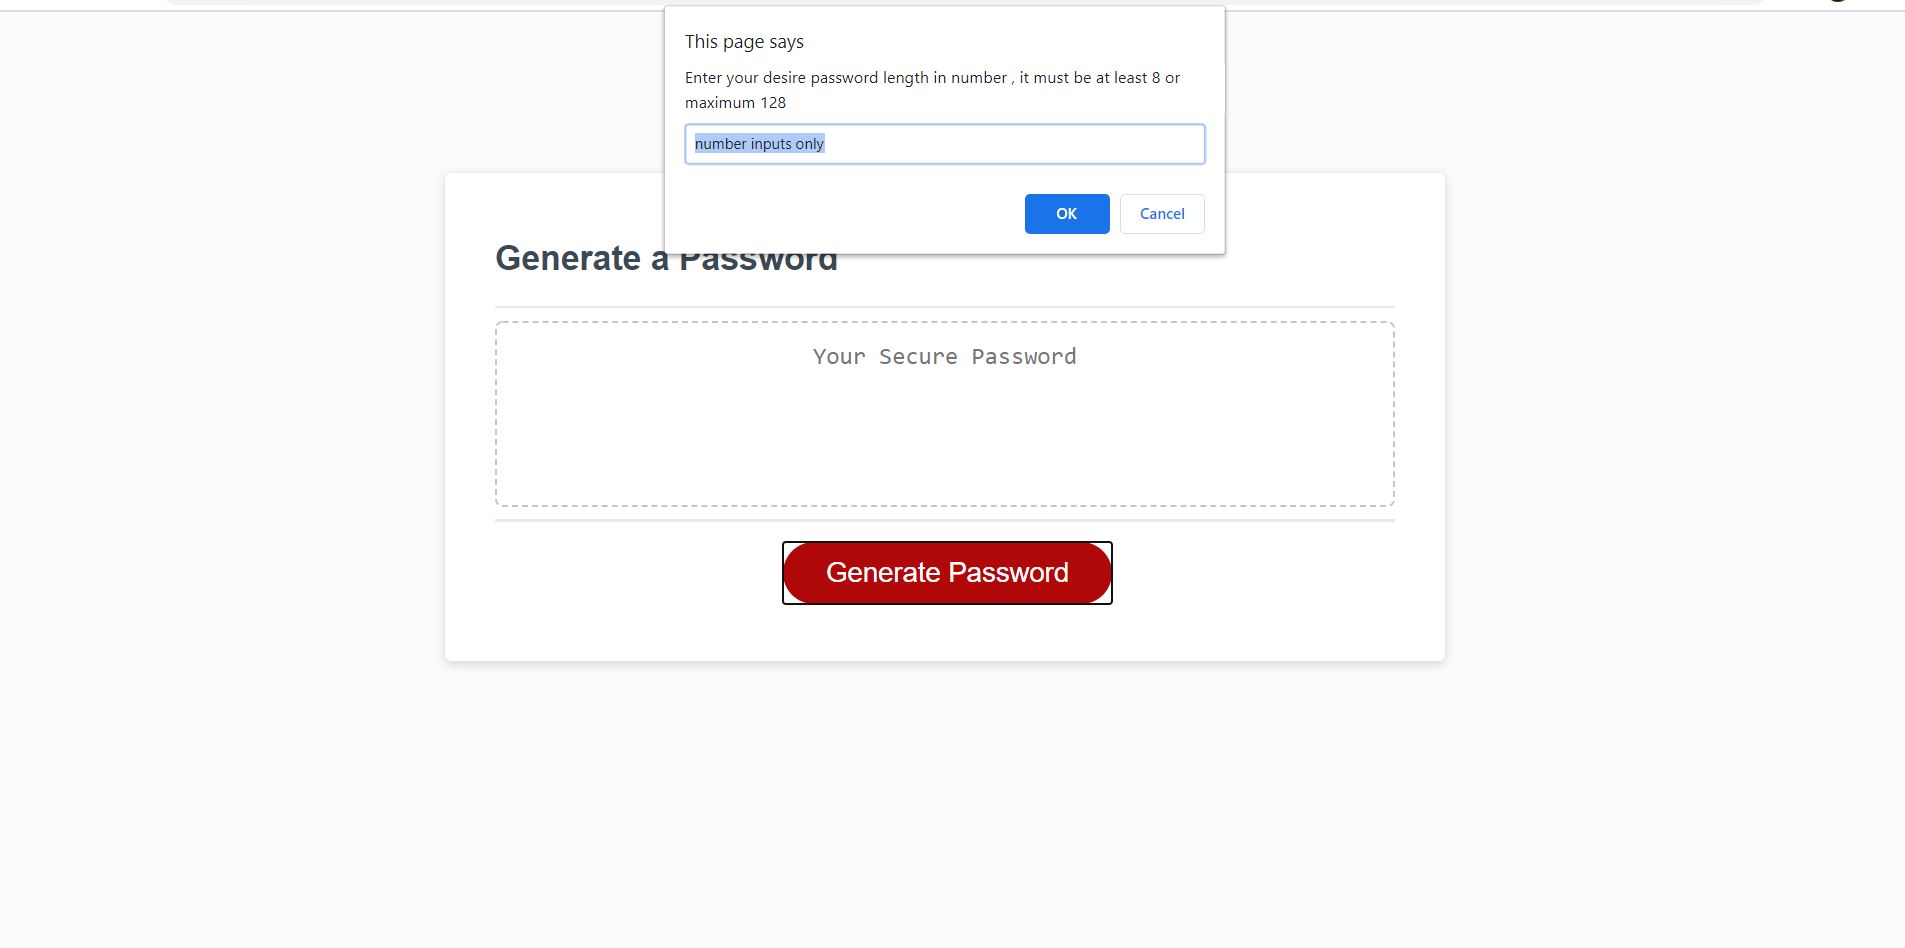 This page says
Enter your desire password length in number , it must be at least 8 or
maximum 128
number inputs only
OK
Cancel
Generate a Password
Your Secure Password
Generate Password